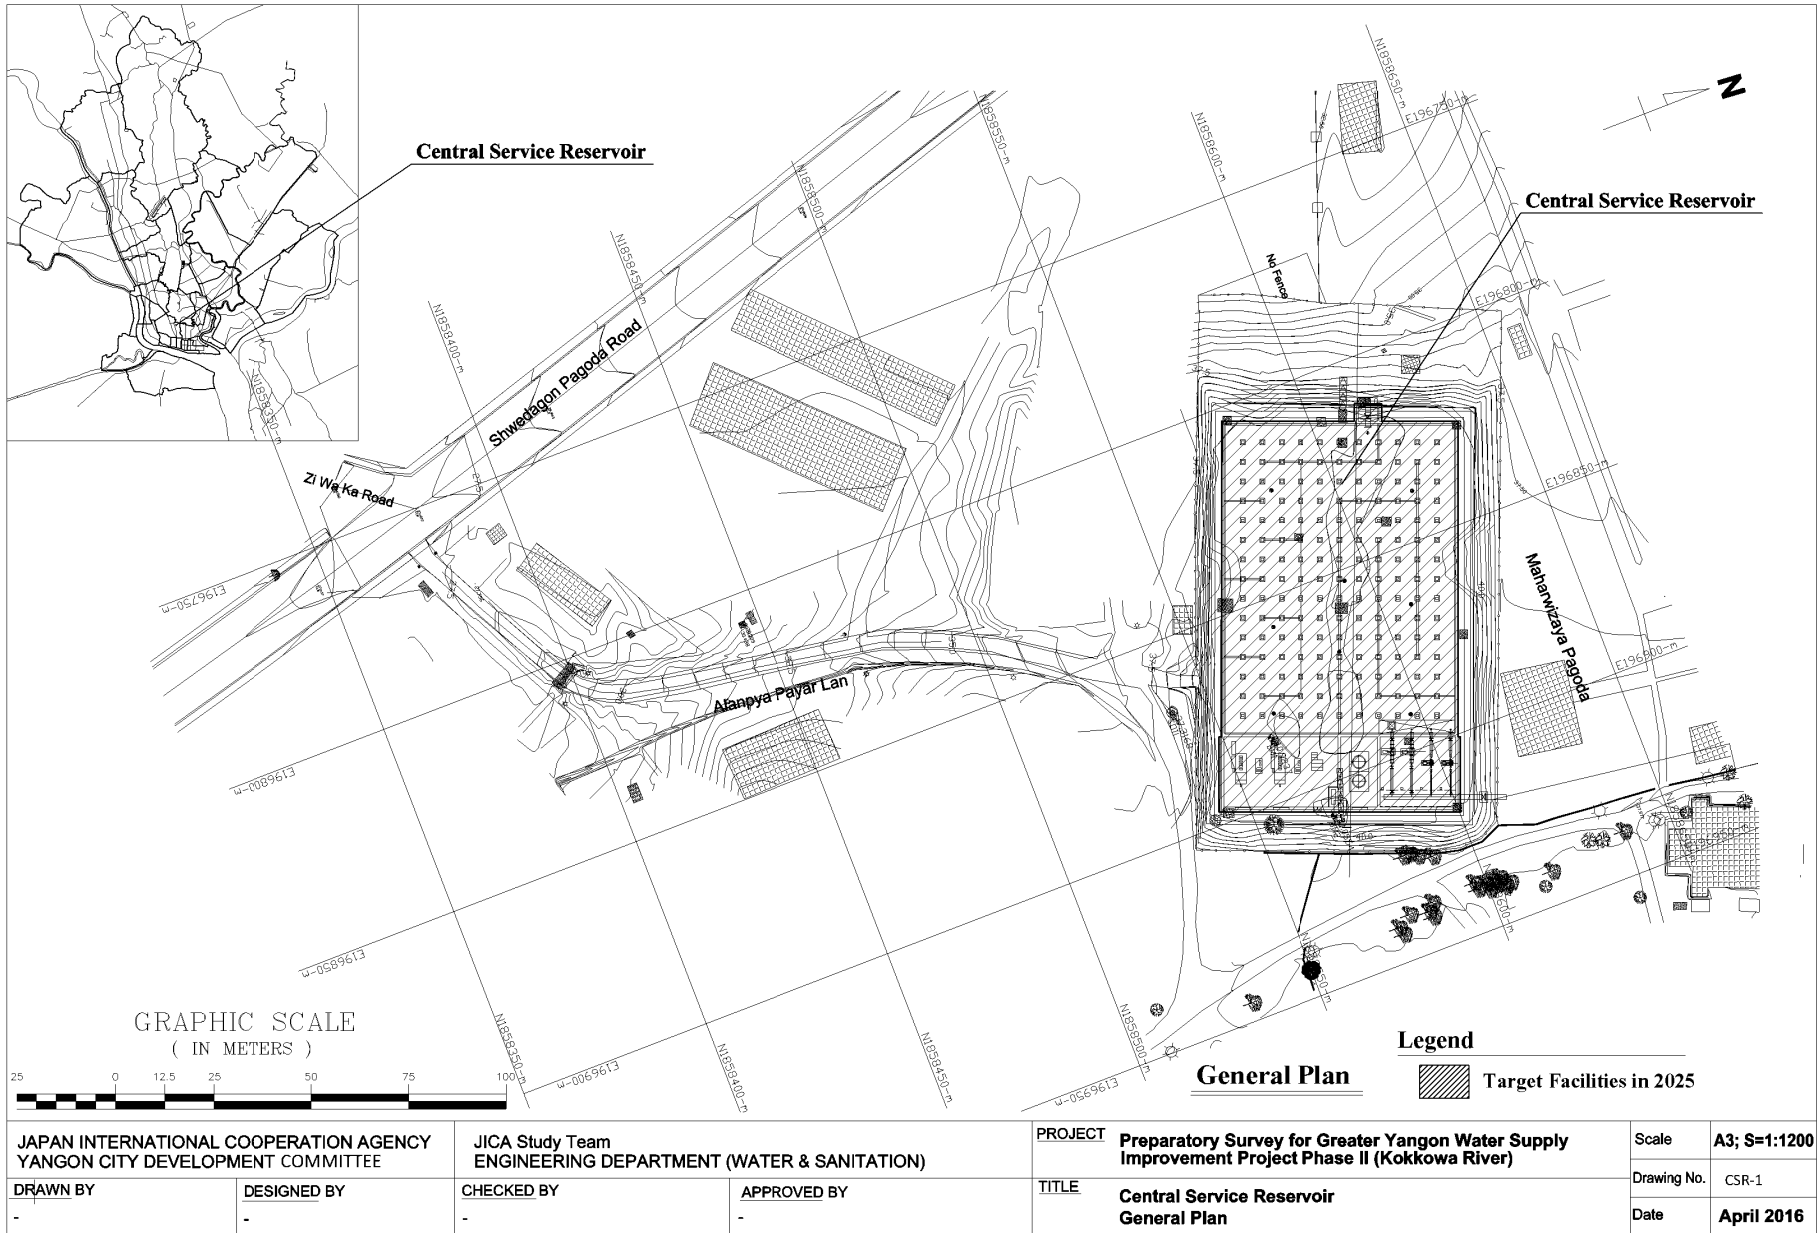 Central Service Reservoir
N1858300-m
N1858400-m
N1858450-m
N1858500-m
N1858550-m
N1858600-m
N1858650-m
E196750-m
N
Central Service Reservoir
No Fence
E196800-m
E196850-m
E196900-m
Shwedagon Pagoda Road
Zi Wa Ka Road
Afanpya Payar Lan
Maharwizaya Pagoda
E196750-m
E196800-m
E196850-m
E196900-m
E196950-m
N1858350-m
N1858400-m
N1858450-m
N1858500-m
GRAPHIC SCALE
( IN METERS )
25 0 12.5 25 50 75 100
General Plan
Legend
Target Facilities in 2025
JAPAN INTERNATIONAL COOPERATION AGENCY
YANGON CITY DEVELOPMENT COMMITTEE
JICA Study Team
ENGINEERING DEPARTMENT (WATER & SANITATION)
DRAWN BY
-
DESIGNED BY
-
CHECKED BY
-
APPROVED BY
-
PROJECT
Preparatory Survey for Greater Yangon Water Supply
Improvement Project Phase II (Kokkowa River)
TITLE
Central Service Reservoir
General Plan
Scale A3; S=1:1200
Drawing No. CSR-1
Date April 2016